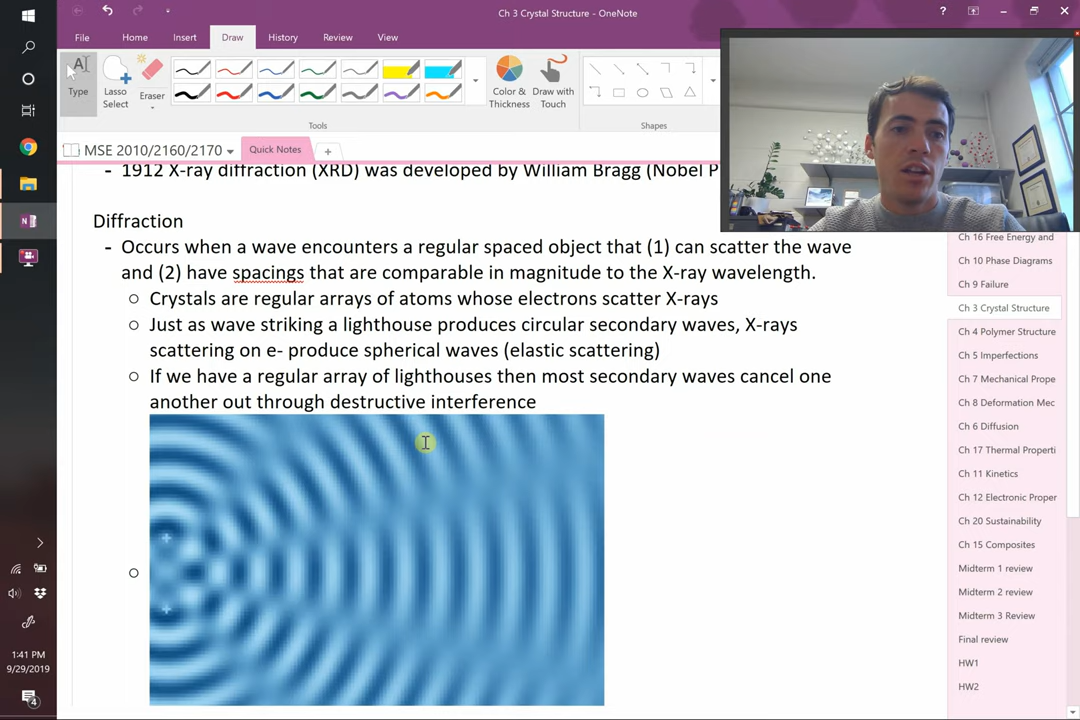 Ch 3 Crystal Structure - OneNote
?
File Home Insert Draw History Review View
A
Type
Lasso Select
Eraser
Color & Thickness
Draw with Touch
Tools
Shapes
MSE 2010/2160/2170
Quick Notes
+
- 1912 X-ray diffraction (XRD) was developed by William Bragg (Nobel P
Diffraction
- Occurs when a wave encounters a regular spaced object that (1) can scatter the wave
and (2) have spacings that are comparable in magnitude to the X-ray wavelength.
Crystals are regular arrays of atoms whose electrons scatter X-rays
Just as wave striking a lighthouse produces circular secondary waves, X-rays
scattering on e- produce spherical waves (elastic scattering)
If we have a regular array of lighthouses then most secondary waves cancel one
another out through destructive interference
Ch 16 Free Energy and
Ch 10 Phase Diagrams
Ch 9 Failure
Ch 3 Crystal Structure
Ch 4 Polymer Structure
Ch 5 Imperfections
Ch 7 Mechanical Prope
Ch 8 Deformation Mec
Ch 6 Diffusion
Ch 17 Thermal Properti
Ch 11 Kinetics
Ch 12 Electronic Proper
Ch 20 Sustainability
Ch 15 Composites
Midterm 1 review
Midterm 2 review
Midterm 3 Review
Final review
HW1
HW2
1:41 PM
9/29/2019
4